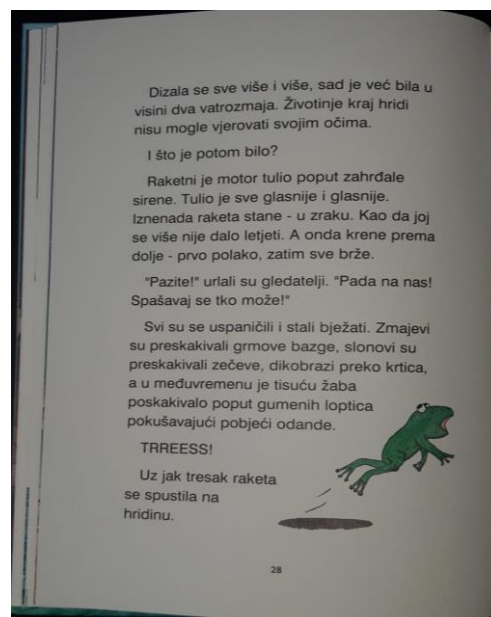 Dizala se sve više i više, sad je već bila u
visini dva vatrozmaja. Životinje kraj hridi
nisu mogle vjerovati svojim očima.
I što je potom bilo?
Raketni je motor tulio poput zahrđale
sirene. Tulio je sve glasnije i glasnije.
Iznenada raketa stane - u zraku. Kao da joj
se više nije dalo letjeti. A onda krene prema
dolje - prvo polako, zatim sve brže.
"Pazite!" urlali su gledatelji. "Pada na nas!
Spašavaj se tko može!"
Svi su se uspaničili i stali bježati. Zmajevi
su preskakivali grmove bazge, slonovi su
preskakivali zečeve, dikobrazi preko krtica,
a u međuvremenu je tisuću žaba
poskakivalo poput gumenih loptica
pokušavajući pobjeći odande.
TRREESS!
Uz jak tresak raketa
se spustila na
hridinu.
28